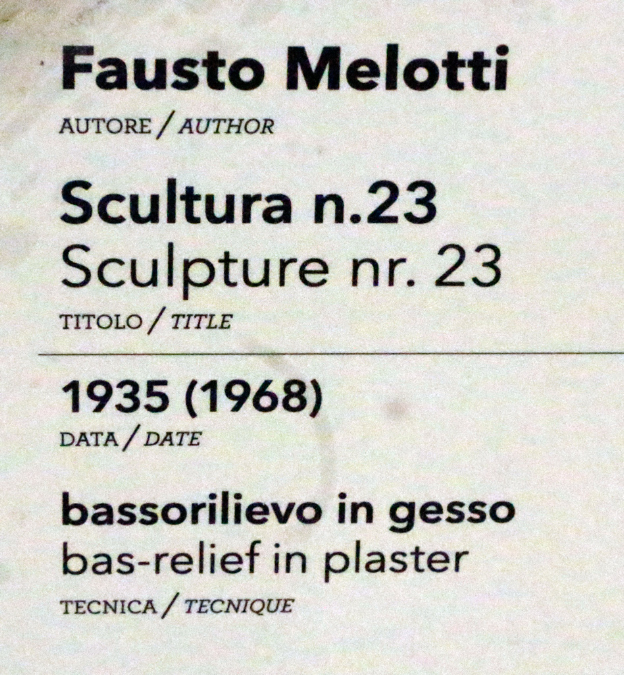 Fausto Melotti
AUTORE / AUTHOR
Scultura n.23
Sculpture nr. 23
TITOLO / TITLE
1935 (1968)
DATA / DATE
bassorilievo in gesso
bas-relief in plaster
TECNICA / TECNIQUE